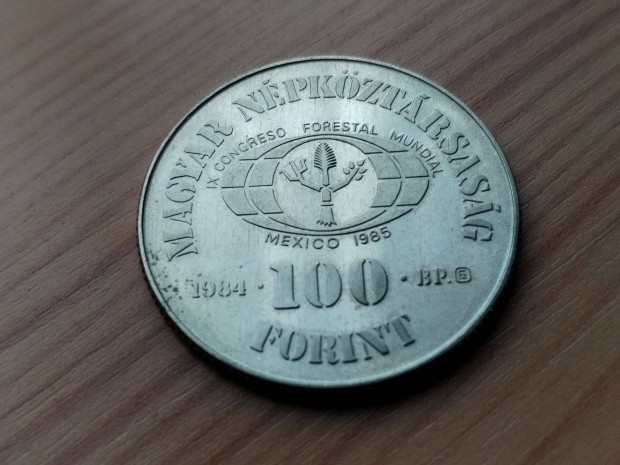 MAGYAR NÉPKÖZTÁRSASÁG
IX CONGRESO FORESTAL MUNDIAL
MEXICO 1985
1984 · 100 · BP.
FORINT